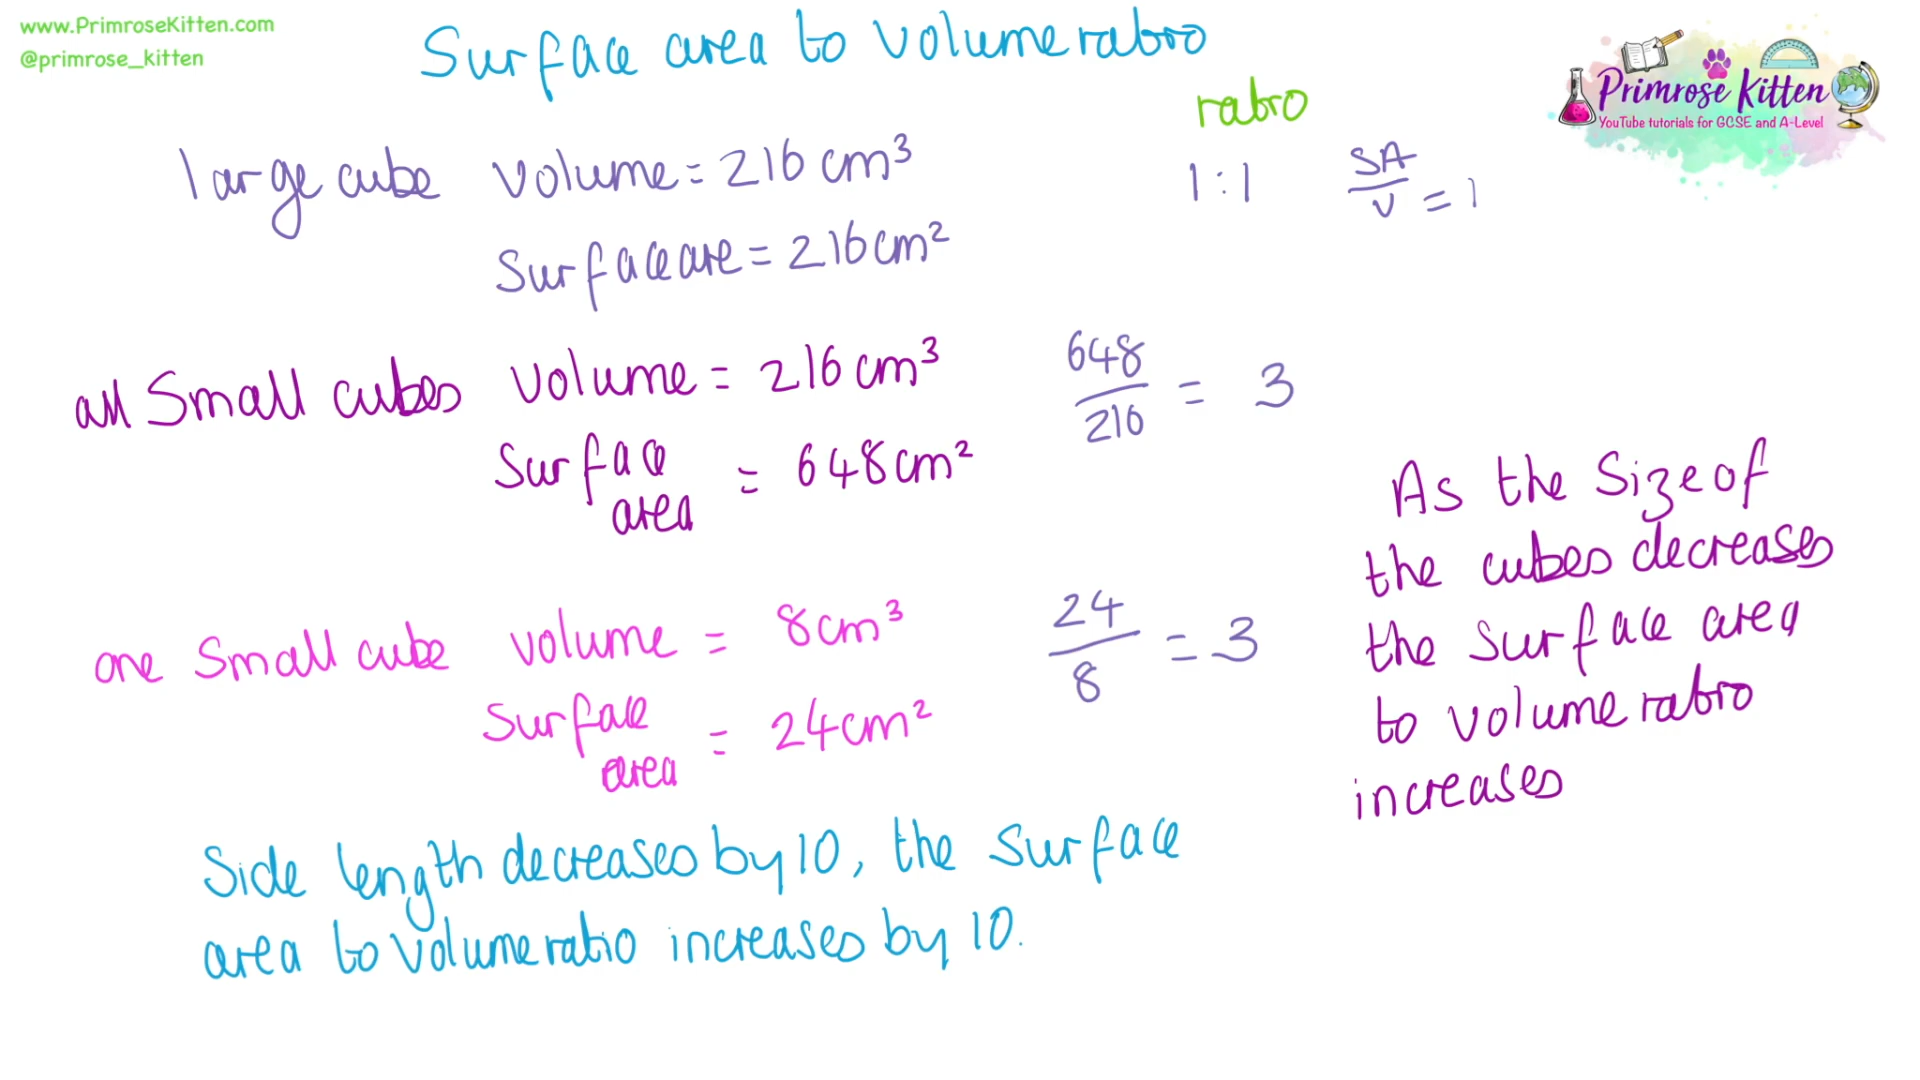 www.PrimroseKitten.com
@primrose_kitten
Surface area to volume ratio
Primrose Kitten
YouTube tutorials for GCSE and A-Level
ratio
large cube volume = 216 cm³ 1:1 SA/V = 1
Surface are = 216 cm²
all Small cubes volume = 216 cm³ 648/216 = 3
Surface
area = 648 cm²
one Small cube volume = 8 cm³ 24/8 = 3
Surface
area = 24 cm²
As the Size of
the cubes decreases
the surface area
to volume ratio
increases
Side length decreases by 10, the surface
area to volume ratio increases by 10.